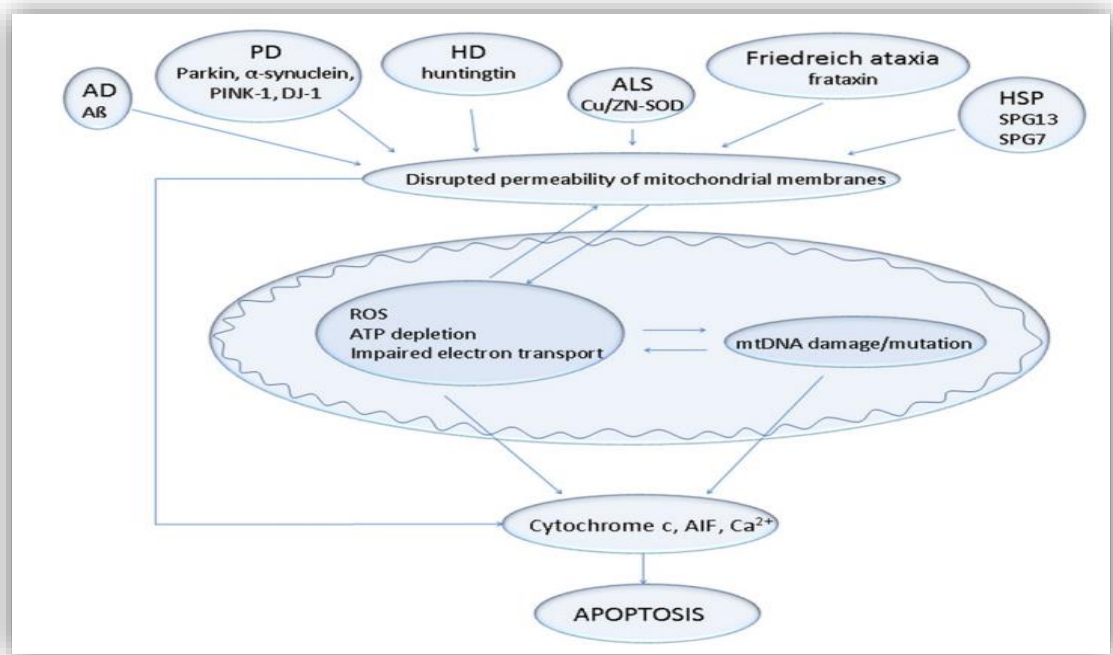 AD
Aß
PD
Parkin, α-synuclein,
PINK-1, DJ-1
HD
huntingtin
ALS
Cu/ZN-SOD
Friedreich ataxia
frataxin
HSP
SPG13
SPG7
Disrupted permeability of mitochondrial membranes
ROS
ATP depletion
Impaired electron transport
mtDNA damage/mutation
Cytochrome c, AIF, Ca²⁺
APOPTOSIS